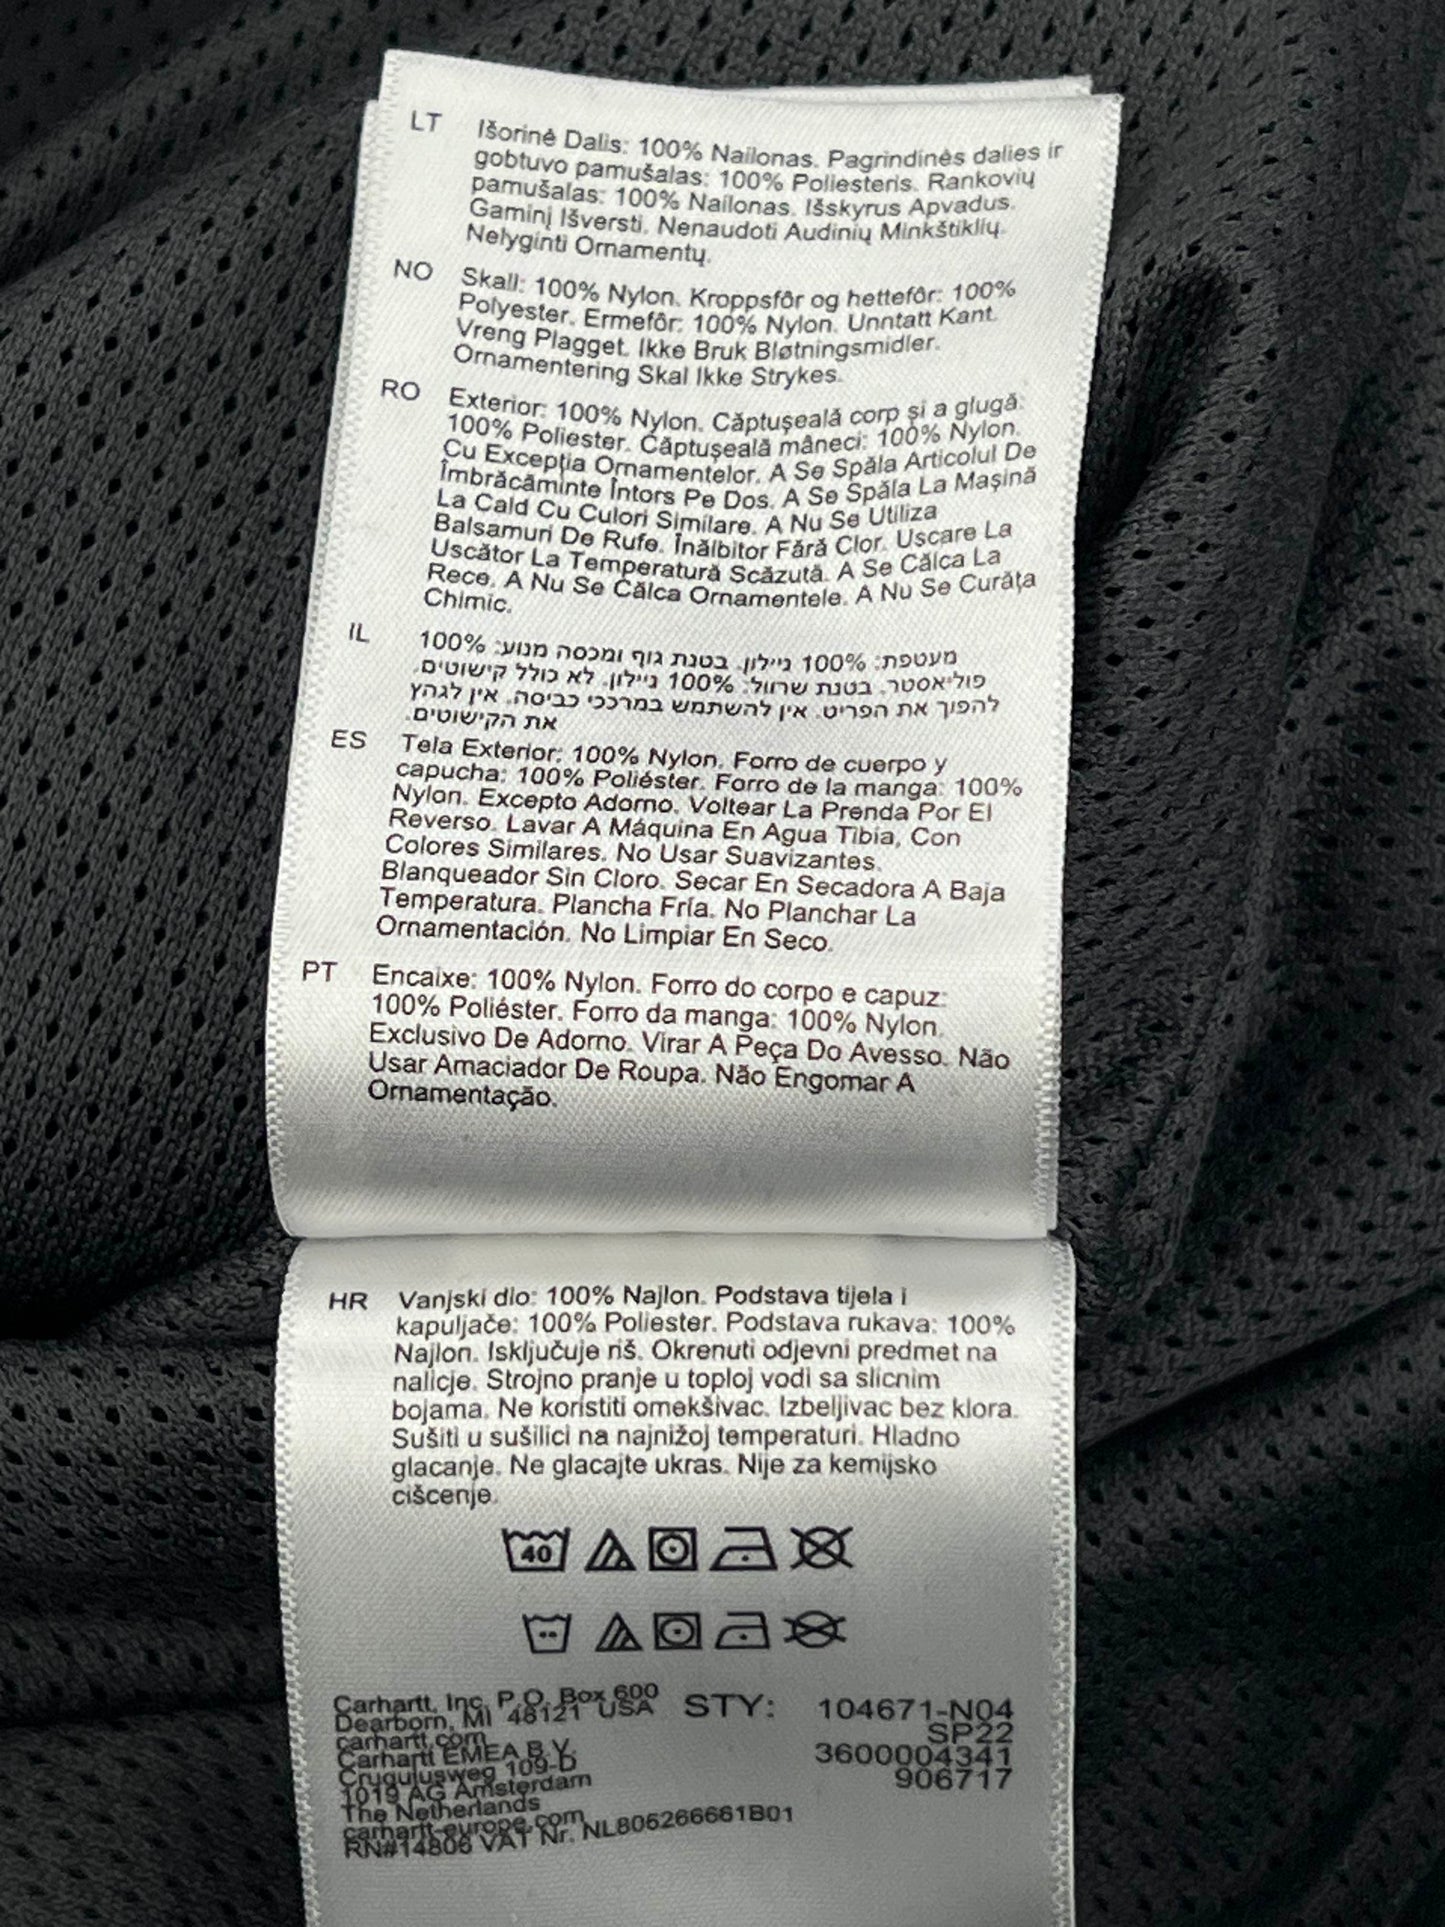 LT Išorinė Dalis: 100% Nailonas. Pagrindinės dalies ir
gobtuvo pamušalas: 100% Poliesteris. Rankovių
pamušalas: 100% Nailonas. Išskyrus Apvadus.
Gaminį Išversti. Nenaudoti Audinių Minkštiklių.
Nelyginti Ornamentų.
NO Skall: 100% Nylon. Kroppsfôr og hettefôr: 100%
Polyester. Ermefôr: 100% Nylon. Unntatt Kant.
Vreng Plagget. Ikke Bruk Bløtningsmidler.
Ornamentering Skal Ikke Strykes.
RO Exterior: 100% Nylon. Căptușeală corp și a glugă:
100% Poliester. Căptușeală mâneci: 100% Nylon.
Cu Excepția Ornamentelor. A Se Spăla Articolul De
Îmbrăcăminte Întors Pe Dos. A Se Spăla La Mașină
La Cald Cu Culori Similare. A Nu Se Utiliza
Balsamuri De Rufe. Înălbitor Fără Clor. Uscare La
Uscător La Temperatură Scăzută. A Se Călca La
Rece. A Nu Se Călca Ornamentele. A Nu Se Curăța
Chimic.
IL מעטפת: 100% ניילון. בטנת גוף ומכסה מנוע: 100%
פוליאסטר. בטנת שרוול: 100% ניילון. לא כולל קישוטים.
להפוך את הפריט. אין להשתמש במרככי כביסה. אין לגהץ
את הקישוטים.
ES Tela Exterior: 100% Nylon. Forro de cuerpo y
capucha: 100% Poliéster. Forro de la manga: 100%
Nylon. Excepto Adorno. Voltear La Prenda Por El
Reverso. Lavar A Máquina En Agua Tibia, Con
Colores Similares. No Usar Suavizantes.
Blanqueador Sin Cloro. Secar En Secadora A Baja
Temperatura. Plancha Fría. No Planchar La
Ornamentación. No Limpiar En Seco.
PT Encaixe: 100% Nylon. Forro do corpo e capuz:
100% Poliéster. Forro da manga: 100% Nylon.
Exclusivo De Adorno. Virar A Peça Do Avesso. Não
Usar Amaciador De Roupa. Não Engomar A
Ornamentação.
HR Vanjski dio: 100% Najlon. Podstava tijela i
kapuljače: 100% Poliester. Podstava rukava: 100%
Najlon. Isključuje riš. Okrenuti odjevni predmet na
nalicje. Strojno pranje u toploj vodi sa slicnim
bojama. Ne koristiti omekšivac. Izbeljivac bez klora.
Sušiti u sušilici na najnižoj temperaturi. Hladno
glacanje. Ne glacajte ukras. Nije za kemijsko
cišcenje.
40
Carhartt, Inc. P.O. Box 600
Dearborn, MI 48121 USA
carhartt.com
Carhartt EMEA B.V.
Cruquiusweg 109-D
1019 AG Amsterdam
The Netherlands
carhartt-europe.com
RN#14806 VAT Nr. NL806266661B01
STY: 104671-N04
SP22
3600004341
906717